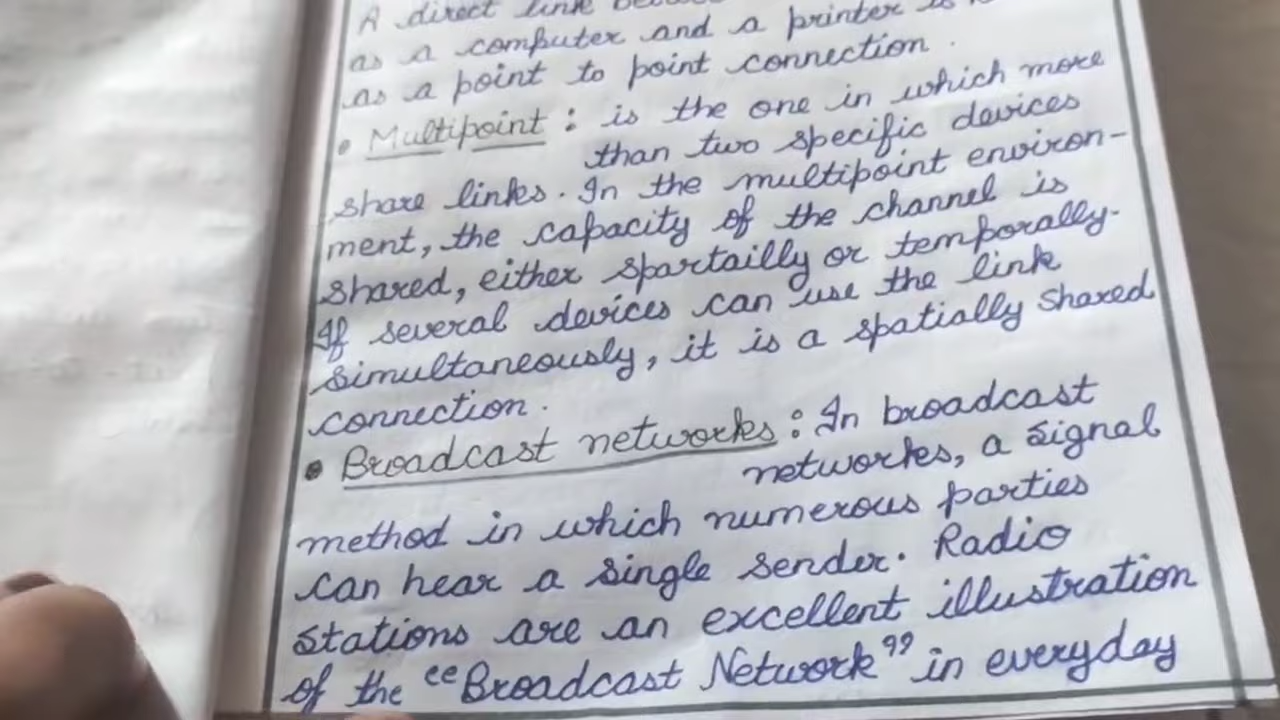 A direct link
as a computer and a printer is
as a point to point connection.
• Multipoint : is the one in which more
than two specific devices
share links. In the multipoint environ-
ment, the capacity of the channel is
shared, either spartailly or temporally.
If several devices can use the link
simultaneously, it is a spatially shared
connection.
• Broadcast networks : In broadcast
networks, a signal
method in which numerous parties
can hear a single sender. Radio
stations are an excellent illustration
of the "Broadcast Network" in everyday